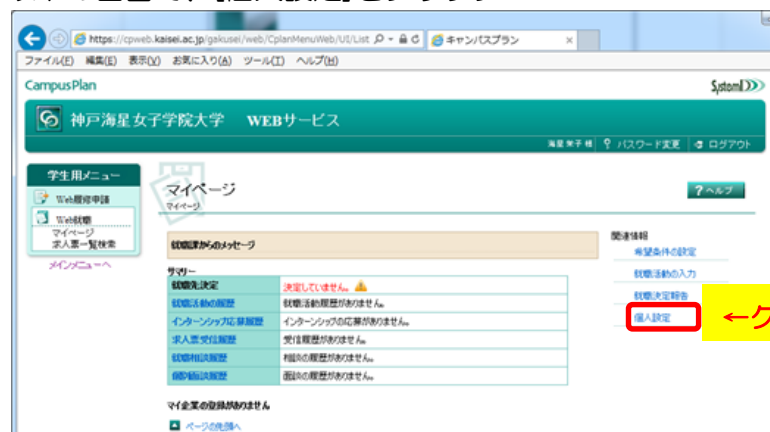 https://cpweb.kaisei.ac.jp/gakusei/web/CplanMenuWeb/UI/List
キャンパスプラン
ファイル(F) 編集(E) 表示(V) お気に入り(A) ツール(T) ヘルプ(H)
CampusPlan
SystemD
神戸海星女子学院大学 WEBサービス
パスワード変更 ログアウト
学生用メニュー
Web履修申請
Web就職
マイページ
求人票一覧検索
メインメニューへ
マイページ
マイページ
?ヘルプ
就職課からのメッセージ
サマリー
就職先決定 決定していません。
就職活動の履歴 就職活動履歴がありません。
インターンシップ応募履歴 インターンシップの応募がありません。
求人票受信履歴 受信履歴がありません。
就職相談履歴 相談の履歴がありません。
個別面談履歴 面談の履歴がありません。
マイ企業の登録がありません
ページの先頭へ
関連情報
希望条件の設定
就職活動の入力
就職決定報告
個人設定
←ク